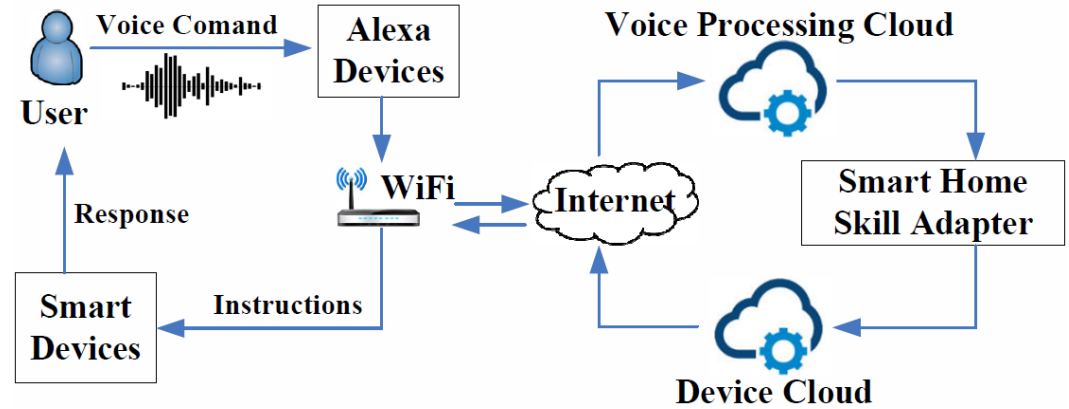 Voice Comand
User
Alexa
Devices
Voice Processing Cloud
WiFi
Internet
Smart Home
Skill Adapter
Response
Instructions
Smart
Devices
Device Cloud